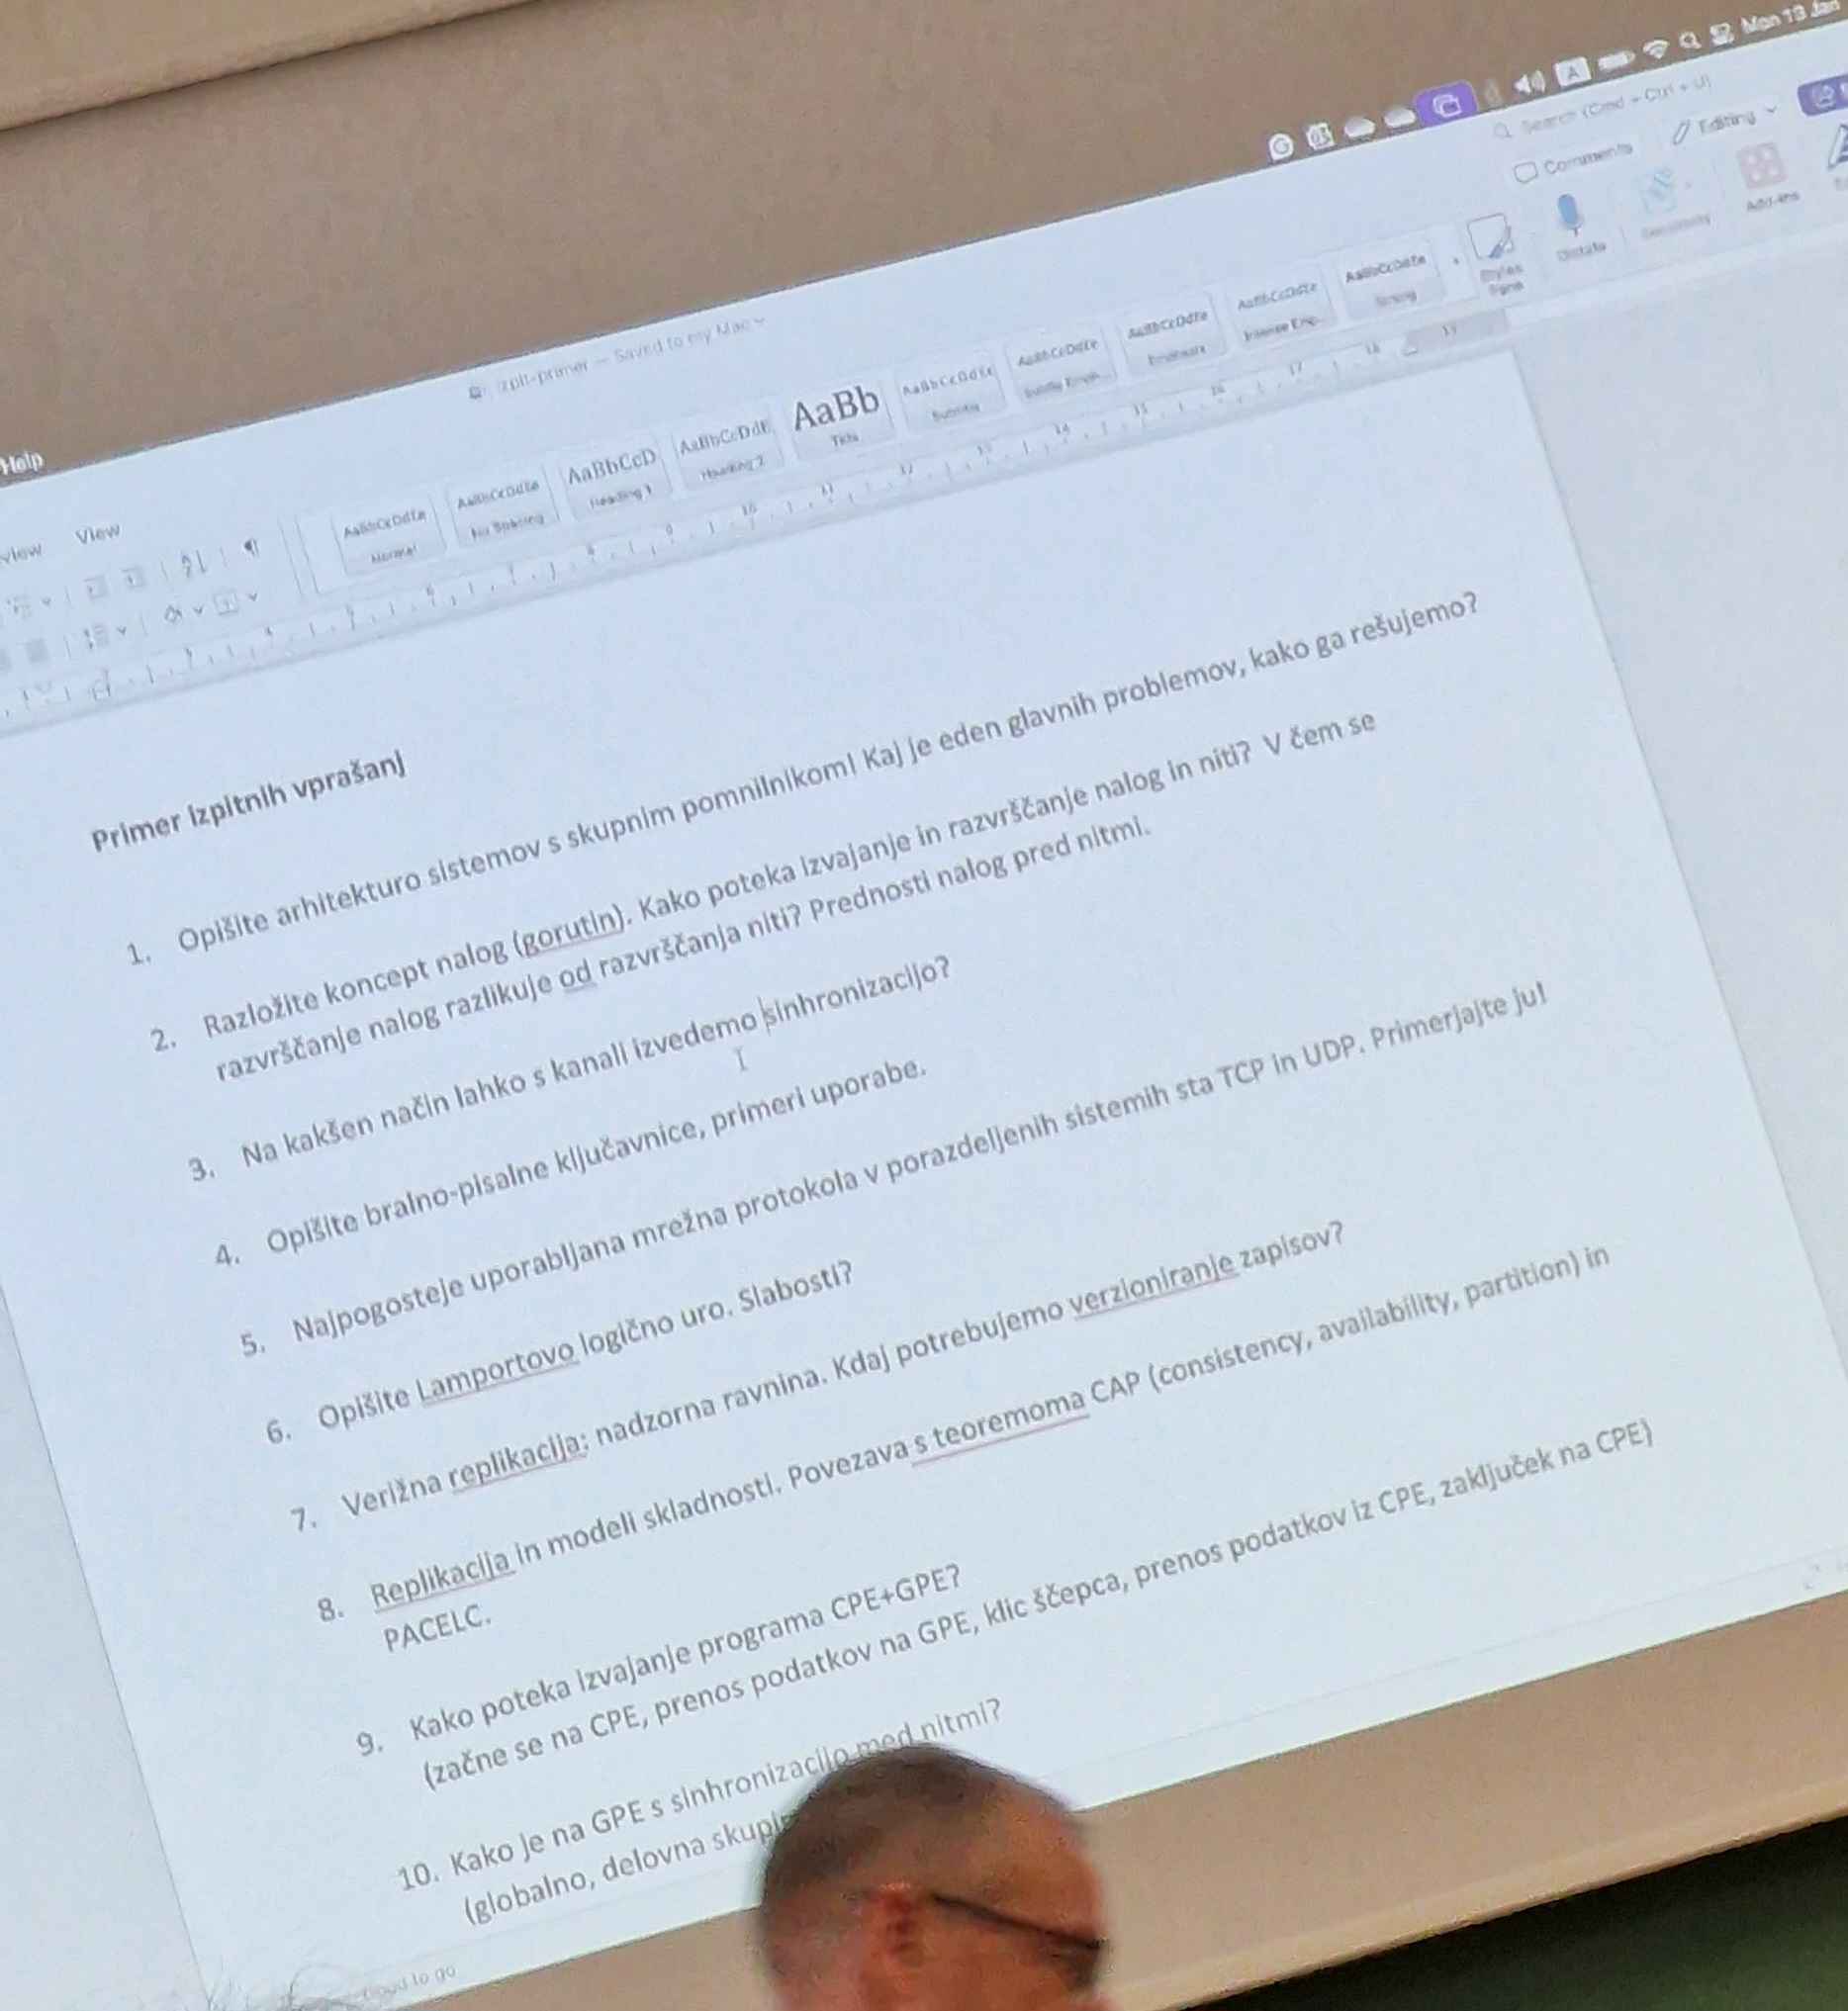 Mon 13 Jan
Search (Cmd + Ctrl + U)
Comments
Editing
zpit-primer — Saved to my Mac
Help
view View
AaBbCcDdEe
Normal
AaBbCcDdEe
No Spacing
AaBbCcD
Heading 1
AaBbCcDdE
Heading 2
AaBb
Title
AaBbCcDdEe
Subtitle
AaBbCcDdEe
AaBbCcDdEe
Emphasis
AaBbCcDdEe
Intense Emp...
AaBbCcDdEe
Strong
Styles
Pane
Dictate
Sensitivity
Add-ins
Primer izpitnih vprašanj
1. Opišite arhitekturo sistemov s skupnim pomnilnikom! Kaj je eden glavnih problemov, kako ga rešujemo?
2. Razložite koncept nalog (gorutin). Kako poteka izvajanje in razvrščanje nalog in niti? V čem se
razvrščanje nalog razlikuje od razvrščanja niti? Prednosti nalog pred nitmi.
3. Na kakšen način lahko s kanali izvedemo sinhronizacijo?
4. Opišite bralno-pisalne ključavnice, primeri uporabe.
5. Najpogosteje uporabljana mrežna protokola v porazdeljenih sistemih sta TCP in UDP. Primerjajte ju!
6. Opišite Lamportovo logično uro. Slabosti?
7. Verižna replikacija; nadzorna ravnina. Kdaj potrebujemo verzioniranje zapisov?
8. Replikacija in modeli skladnosti. Povezava s teoremoma CAP (consistency, availability, partition) in
PACELC.
9. Kako poteka izvajanje programa CPE+GPE?
(začne se na CPE, prenos podatkov na GPE, klic ščepca, prenos podatkov iz CPE, zaključek na CPE)
10. Kako je na GPE s sinhronizacijo med nitmi?
(globalno, delovna
to go